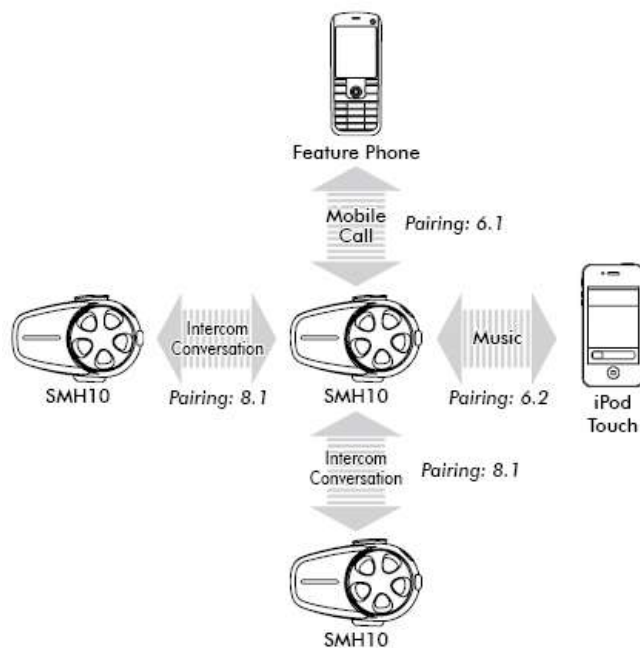 Feature Phone
Mobile
Call
Pairing: 6.1
Intercom
Conversation
Music
SMH10
Pairing: 8.1
SMH10
Pairing: 6.2
iPod
Touch
Intercom
Conversation
Pairing: 8.1
SMH10